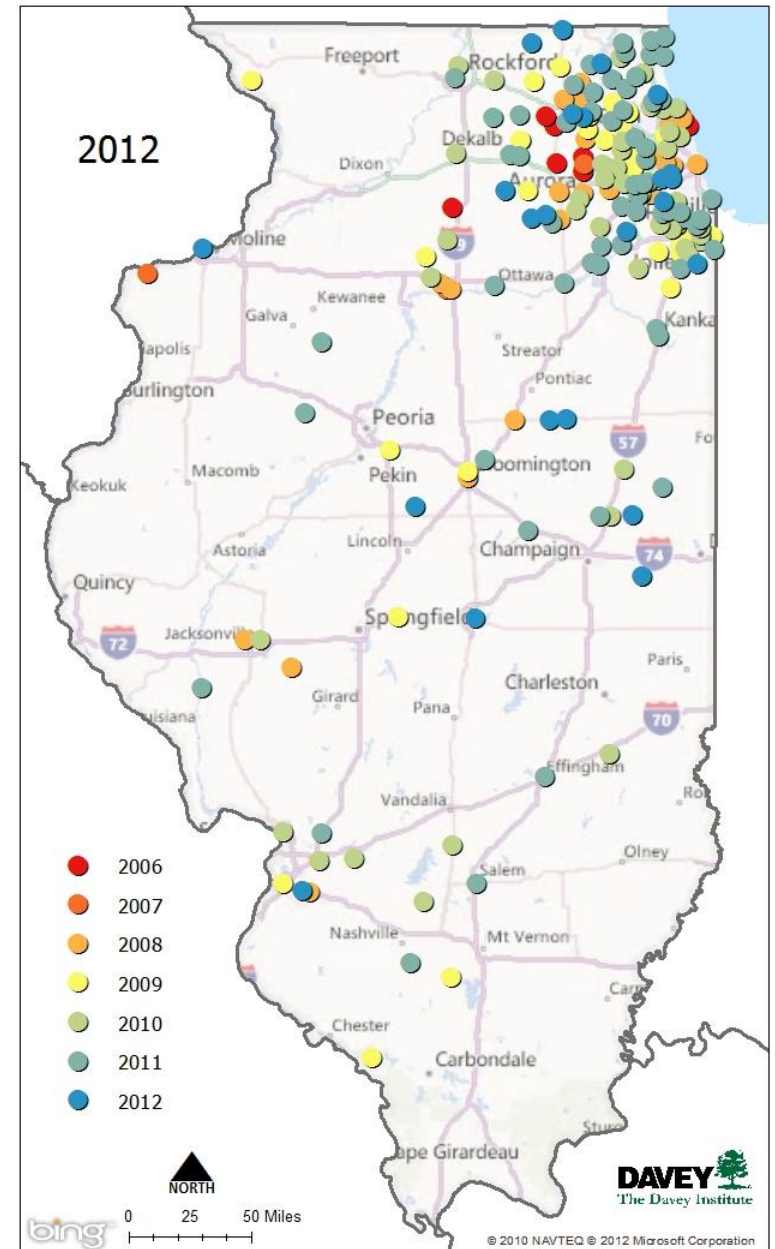 2012
Freeport
Rockford
Dekalb
Dixon
Aurora
Moline
Ottawa
Kewanee
Galva
Kanka
Streator
Pontiac
Peoria
57
Macomb
Pekin
Keokuk
Lincoln
Astoria
Champaign
74
Quincy
Jacksonville
72
Paris
Charleston
Girard
Pana
70
Effingham
Vandalia
Olney
Salem
2006
2007
2008
2009
2010
2011
2012
Nashville
Mt Vernon
Chester
Carbondale
ape Girardeau
NORTH
0 25 50 Miles
DAVEY
The Davey Institute
bing
© 2010 NAVTEQ © 2012 Microsoft Corporation